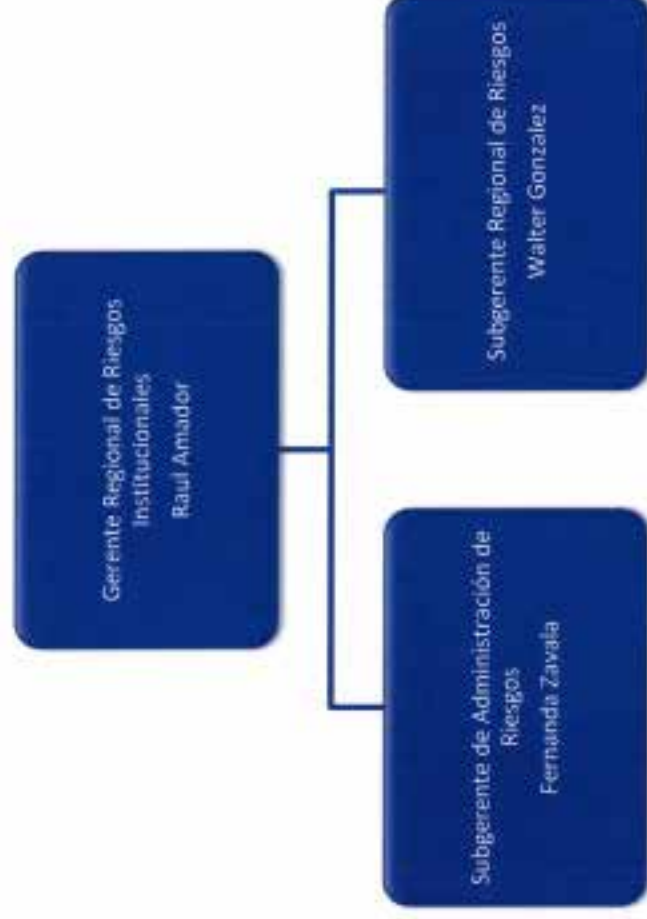 Gerente Regional de Riesgos
Institucionales
Raul Amador
Subgerente de Administración de
Riesgos
Fernanda Zavala
Subgerente Regional de Riesgos
Walter Gonzalez